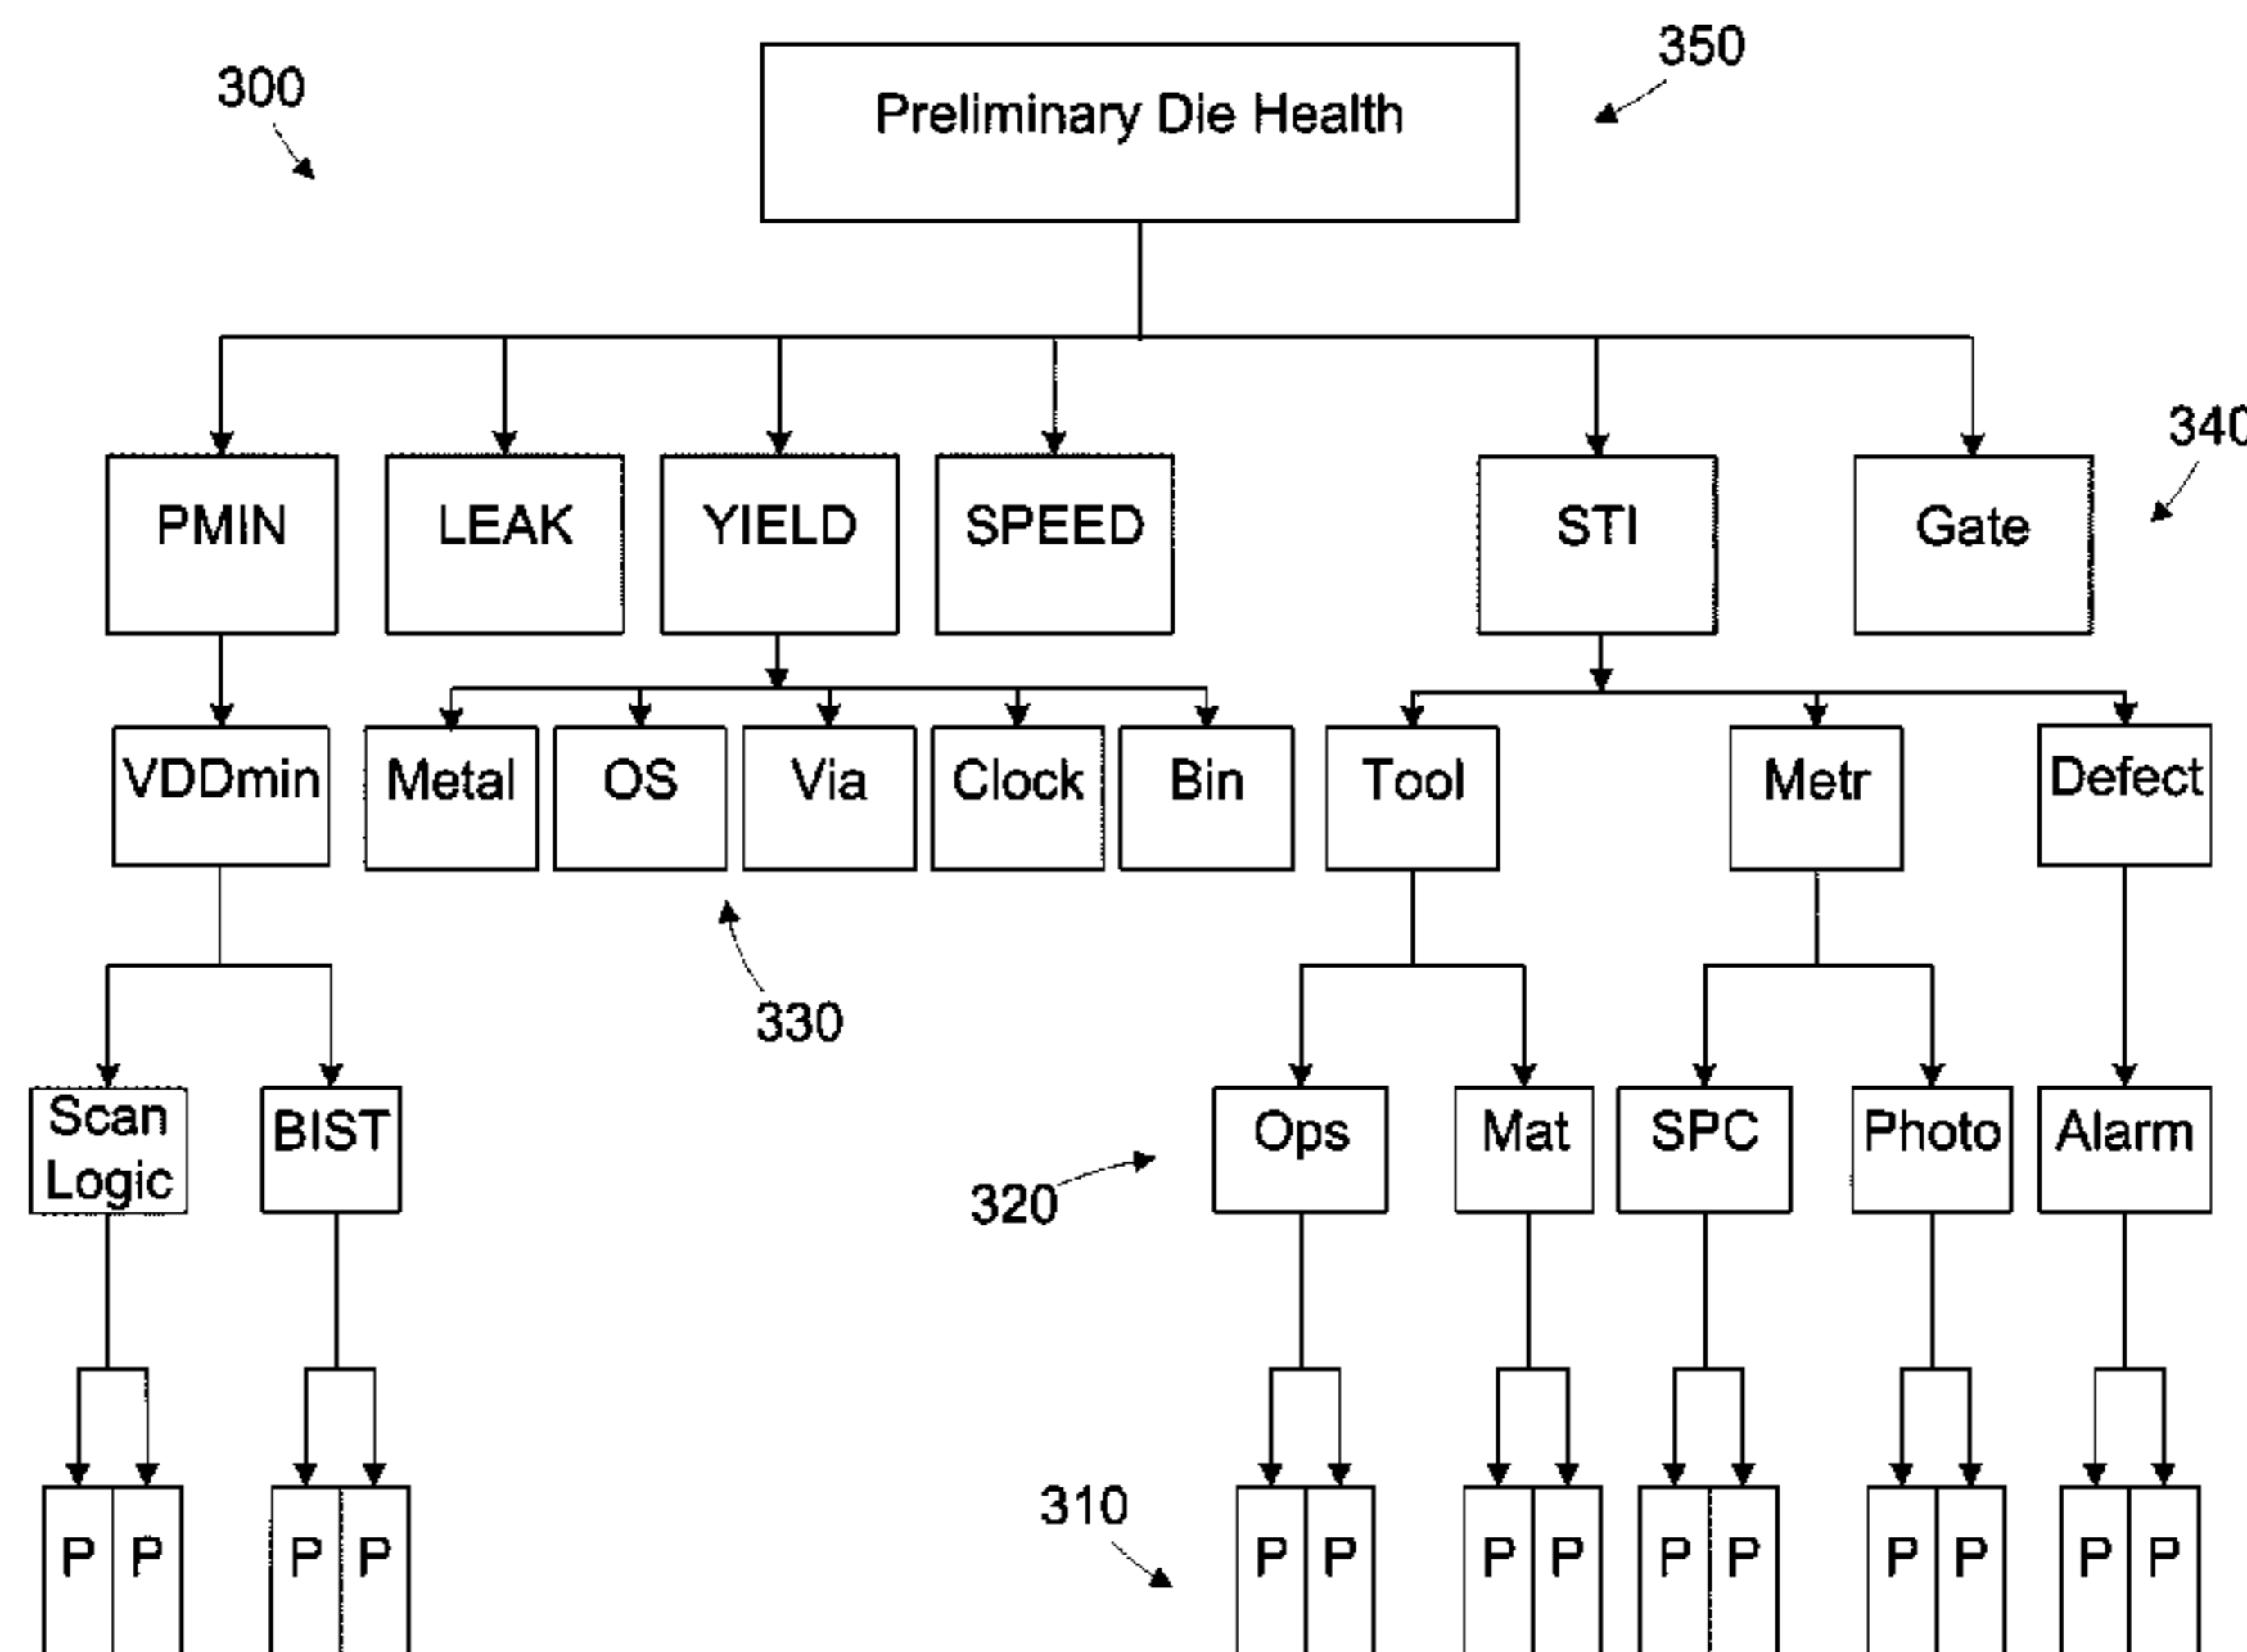 300
350
Preliminary Die Health
340
PMIN LEAK YIELD SPEED STI Gate
VDDmin Metal OS Via Clock Bin Tool Metr Defect
330
Scan Logic BIST Ops Mat SPC Photo Alarm
320
310
P P P P P P P P P P P P P P